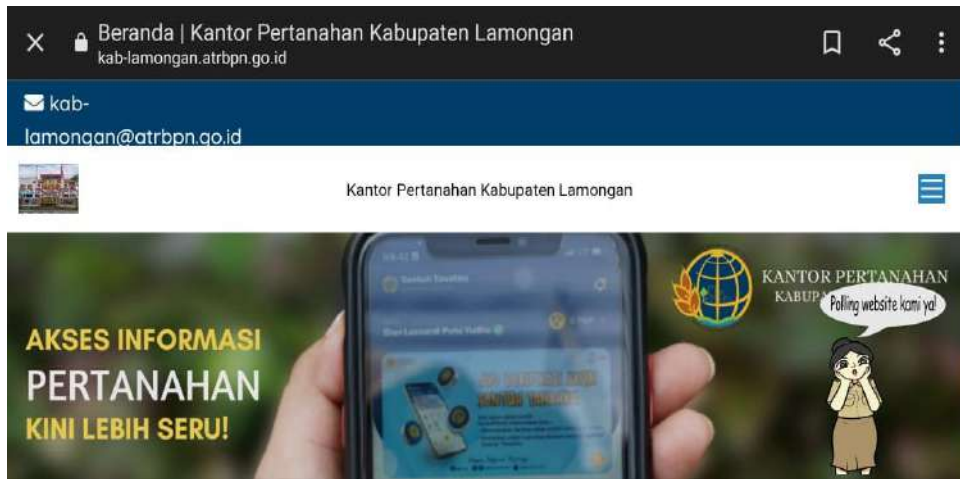 Beranda | Kantor Pertanahan Kabupaten Lamongan
kab-lamongan.atrbpn.go.id
kab-
lamongan@atrbpn.go.id
Kantor Pertanahan Kabupaten Lamongan
KANTOR PERTANAHAN
Polling website kami ya!
AKSES INFORMASI
PERTANAHAN
KINI LEBIH SERU!